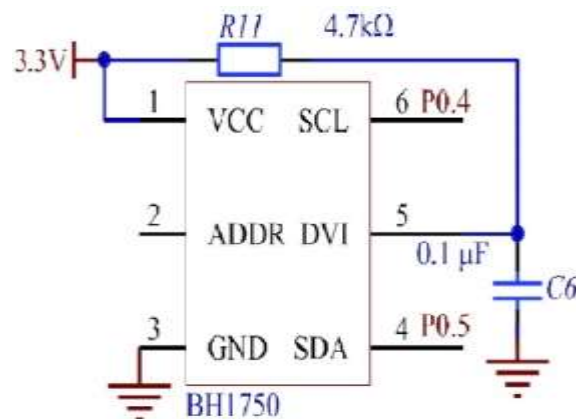 R11 4.7kΩ
3.3V
1 VCC SCL 6 P0.4
2 ADDR DVI 5
0.1 μF
C6
3 GND SDA 4 P0.5
BH1750